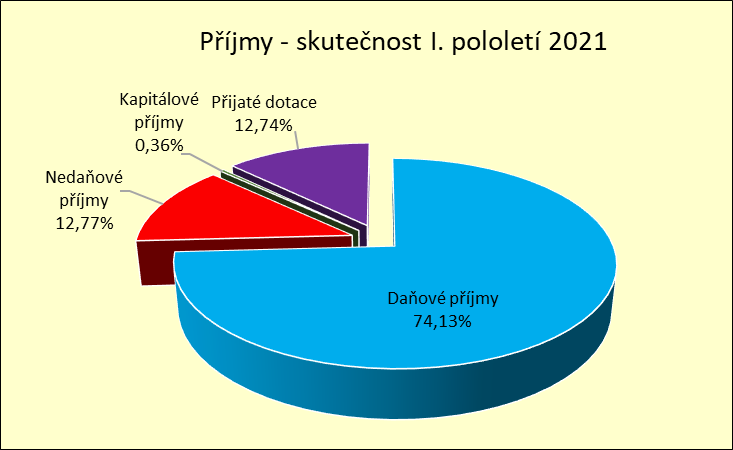 Příjmy - skutečnost I. pololetí 2021
Kapitálové
příjmy
0,36%
Přijaté dotace
12,74%
Nedaňové
příjmy
12,77%
Daňové příjmy
74,13%